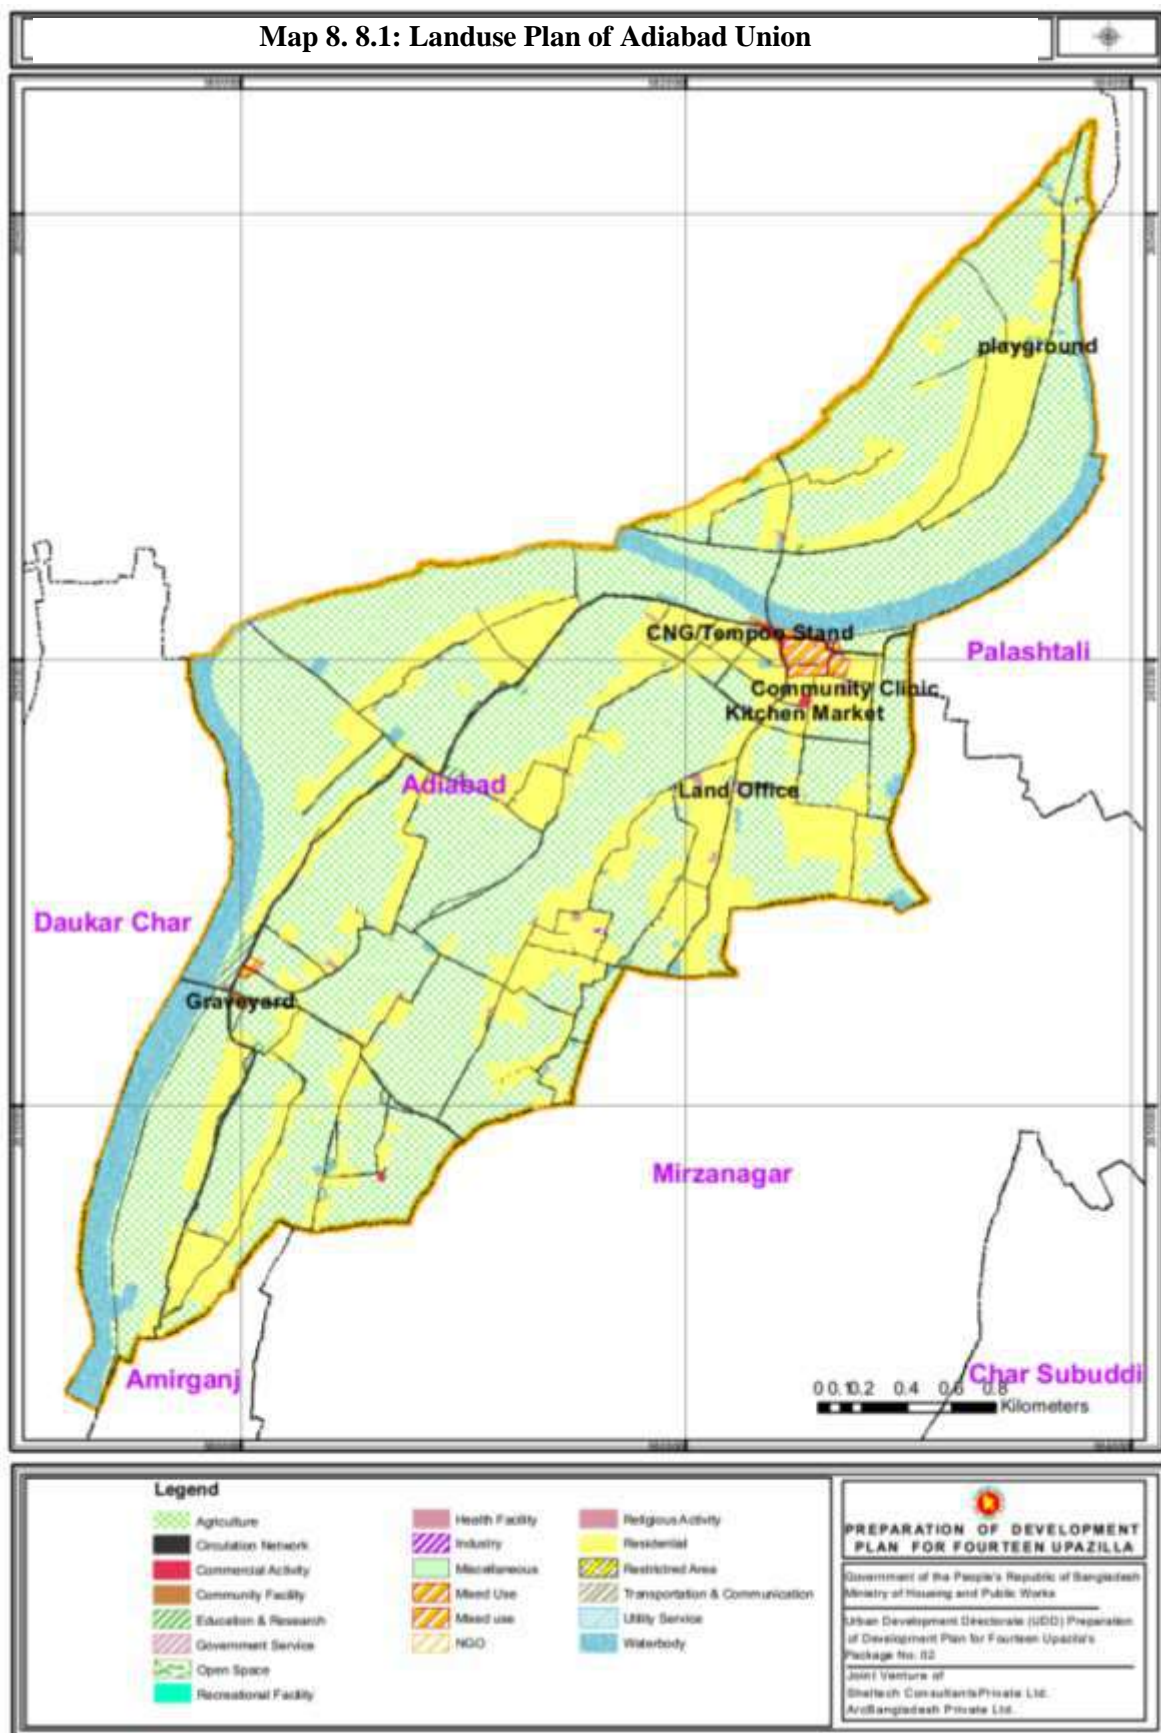 Map 8. 8.1: Landuse Plan of Adiabad Union
playground
CNG/Tempoo Stand
Palashtali
Community Clinic
Kitchen Market
Adiabad
Land Office
Daukar Char
Graveyard
Mirzanagar
Amirganj
Char Subuddi
0 0.10.2 0.4 0.6 0.8
Kilometers
Legend
Agriculture
Circulation Network
Commercial Activity
Community Facility
Education & Research
Government Service
Open Space
Recreational Facility
Health Facility
Industry
Miscellaneous
Mixed Use
Mixed use
NGO
Religious Activity
Residential
Restricted Area
Transportation & Communication
Utility Service
Waterbody
PREPARATION OF DEVELOPMENT
PLAN FOR FOURTEEN UPAZILLA
Government of the People's Republic of Bangladesh
Ministry of Housing and Public Works
Urban Development Directorate (UDD) Preparation
of Development Plan for Fourteen Upazila's
Package No. 02
Joint Venture of
Sheltech Consultants Private Ltd.
ArcBangladesh Private Ltd.